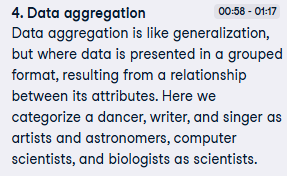 4. Data aggregation 00:58 - 01:17
Data aggregation is like generalization,
but where data is presented in a grouped
format, resulting from a relationship
between its attributes. Here we
categorize a dancer, writer, and singer as
artists and astronomers, computer
scientists, and biologists as scientists.